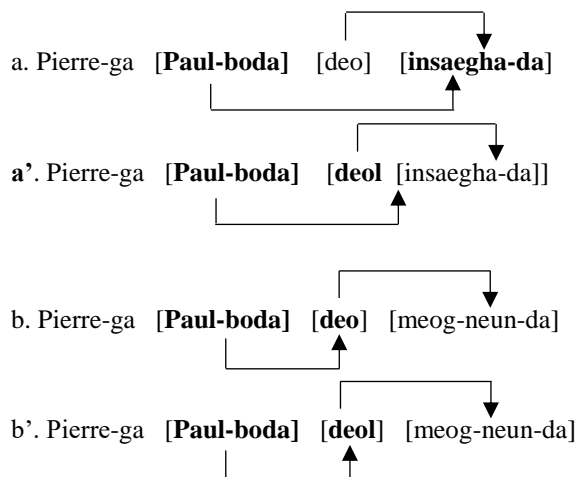 a. Pierre-ga [Paul-boda] [deo] [insaegha-da]
a’. Pierre-ga [Paul-boda] [deol [insaegha-da]]
b. Pierre-ga [Paul-boda] [deo] [meog-neun-da]
b’. Pierre-ga [Paul-boda] [deol] [meog-neun-da]